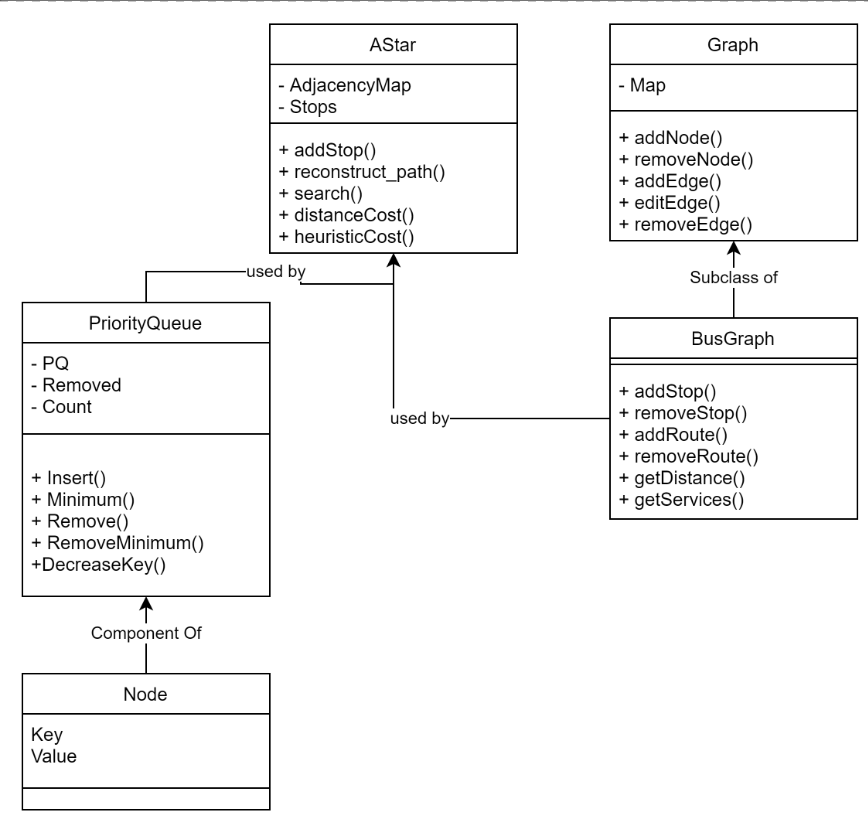 AStar
- AdjacencyMap
- Stops
+ addStop()
+ reconstruct_path()
+ search()
+ distanceCost()
+ heuristicCost()
Graph
- Map
+ addNode()
+ removeNode()
+ addEdge()
+ editEdge()
+ removeEdge()
used by
Subclass of
PriorityQueue
- PQ
- Removed
- Count
+ Insert()
+ Minimum()
+ Remove()
+ RemoveMinimum()
+DecreaseKey()
BusGraph
+ addStop()
+ removeStop()
+ addRoute()
+ removeRoute()
+ getDistance()
+ getServices()
used by
Component Of
Node
Key
Value